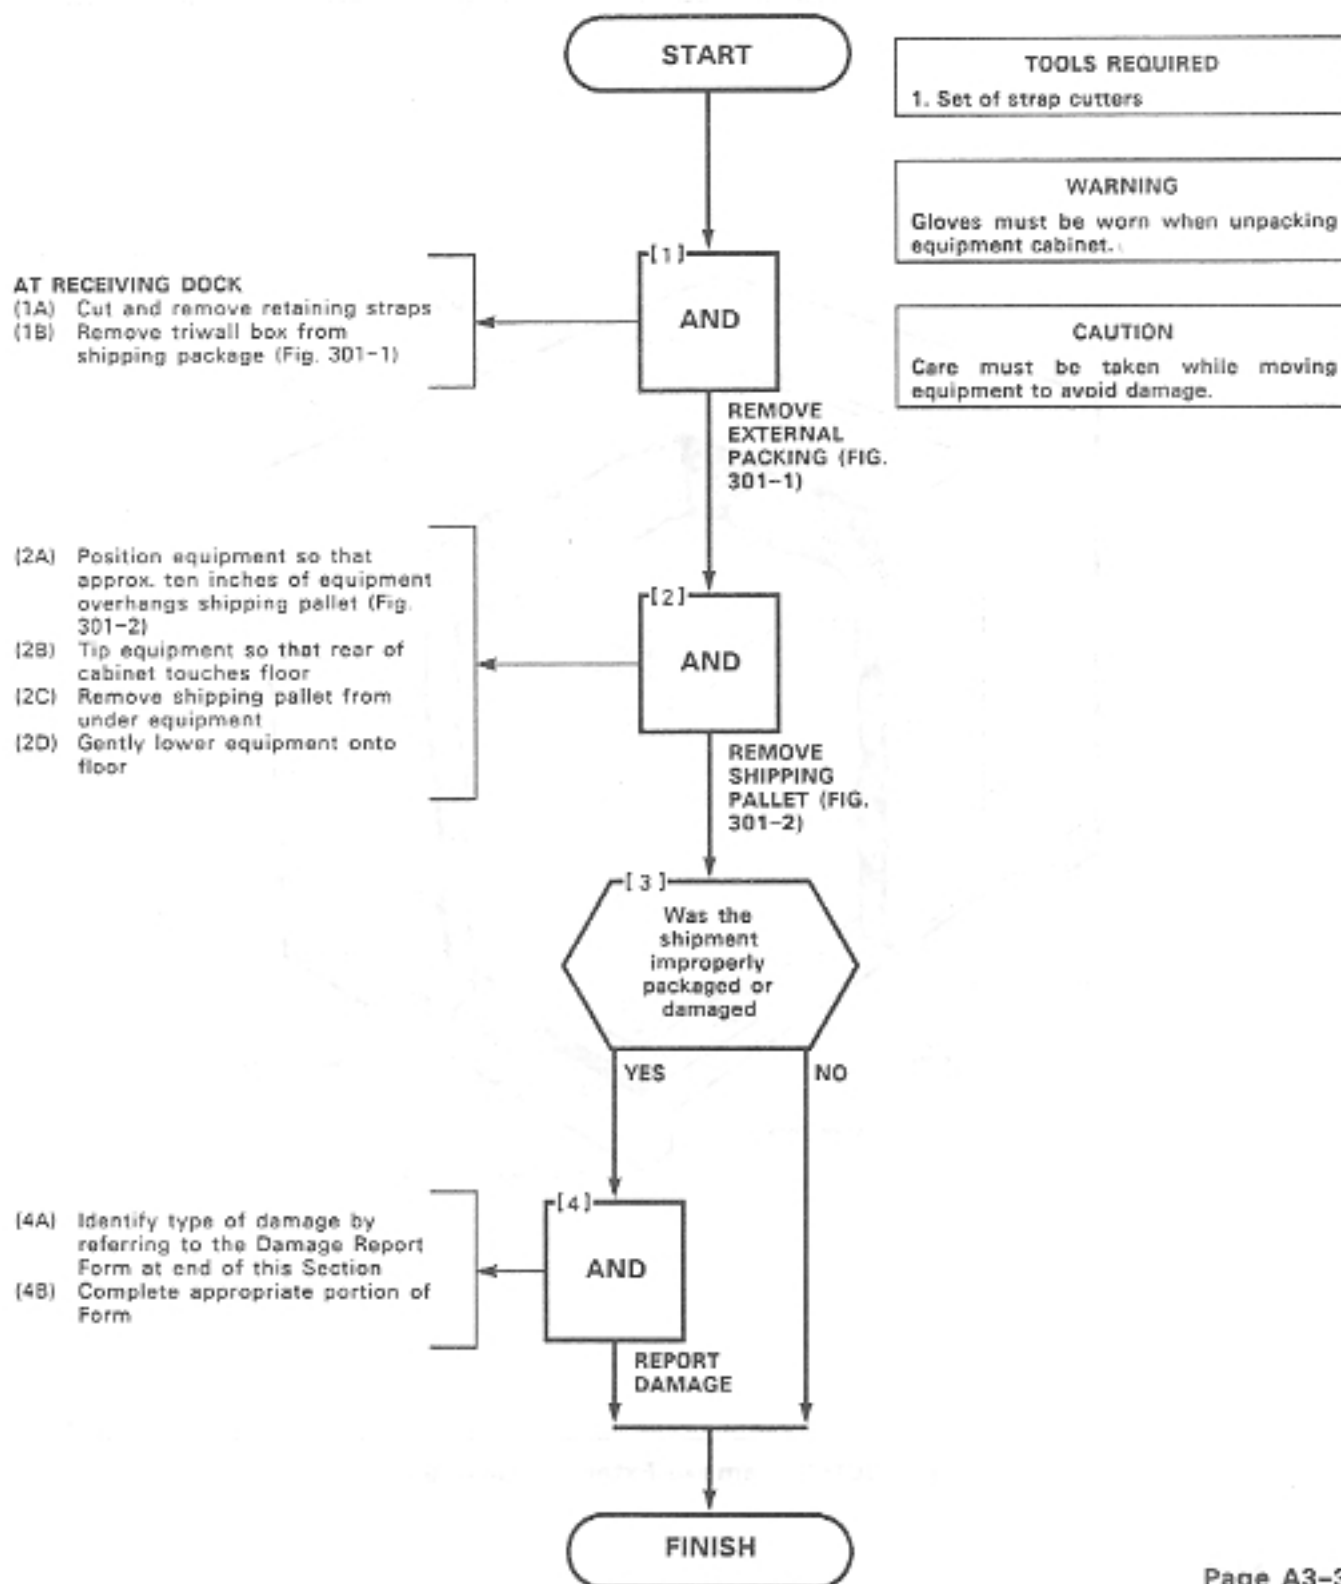 START
TOOLS REQUIRED
1. Set of strap cutters
WARNING
Gloves must be worn when unpacking
equipment cabinet.
CAUTION
Care must be taken while moving
equipment to avoid damage.
[1]
AND
AT RECEIVING DOCK
(1A) Cut and remove retaining straps
(1B) Remove triwall box from
shipping package (Fig. 301-1)
REMOVE
EXTERNAL
PACKING (FIG.
301-1)
[2]
AND
(2A) Position equipment so that
approx. ten inches of equipment
overhangs shipping pallet (Fig.
301-2)
(2B) Tip equipment so that rear of
cabinet touches floor
(2C) Remove shipping pallet from
under equipment
(2D) Gently lower equipment onto
floor
REMOVE
SHIPPING
PALLET (FIG.
301-2)
[3]
Was the
shipment
improperly
packaged or
damaged
YES
NO
[4]
AND
(4A) Identify type of damage by
referring to the Damage Report
Form at end of this Section
(4B) Complete appropriate portion of
Form
REPORT
DAMAGE
FINISH
Page A3-3